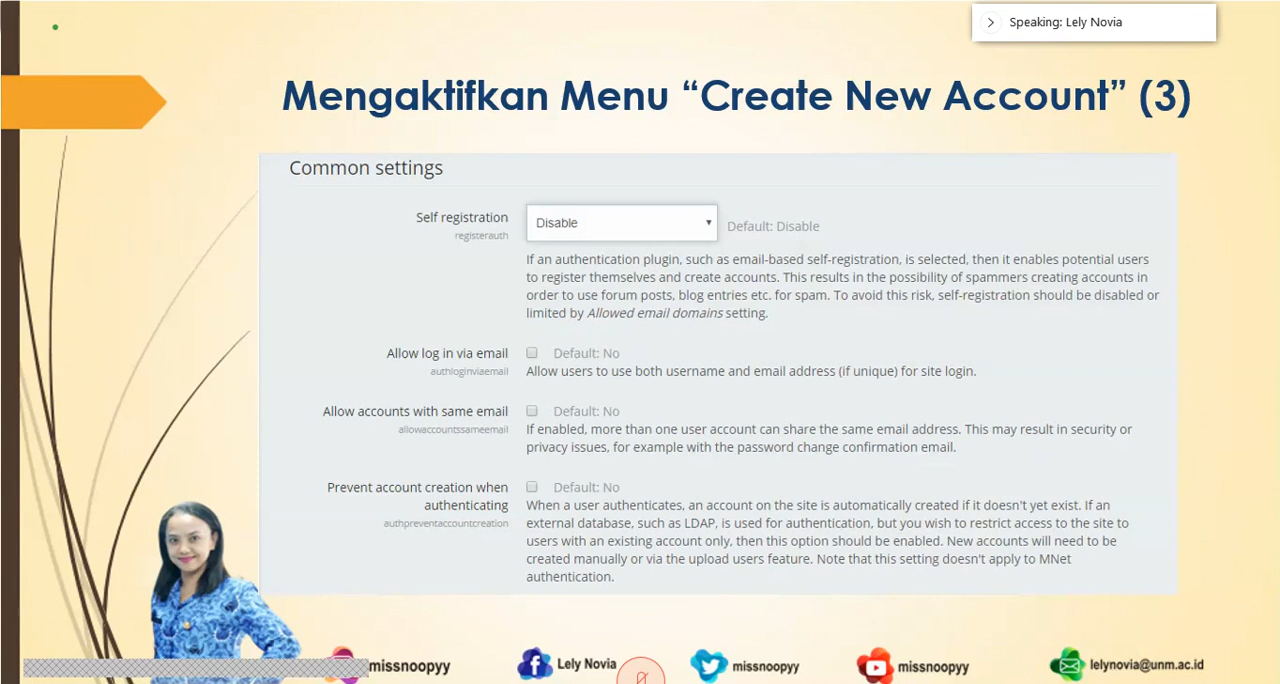 Speaking: Lely Novia
Mengaktifkan Menu “Create New Account” (3)
Common settings
Self registration
registerauth
Disable
Default: Disable
If an authentication plugin, such as email-based self-registration, is selected, then it enables potential users
to register themselves and create accounts. This results in the possibility of spammers creating accounts in
order to use forum posts, blog entries etc. for spam. To avoid this risk, self-registration should be disabled or
limited by Allowed email domains setting.
Allow log in via email
authloginviaemail
Default: No
Allow users to use both username and email address (if unique) for site login.
Allow accounts with same email
allowaccountssameemail
Default: No
If enabled, more than one user account can share the same email address. This may result in security or
privacy issues, for example with the password change confirmation email.
Prevent account creation when
authenticating
authpreventaccountcreation
Default: No
When a user authenticates, an account on the site is automatically created if it doesn't yet exist. If an
external database, such as LDAP, is used for authentication, but you wish to restrict access to the site to
users with an existing account only, then this option should be enabled. New accounts will need to be
created manually or via the upload users feature. Note that this setting doesn't apply to MNet
authentication.
missnoopyy
Lely Novia
missnoopyy
missnoopyy
lelynovia@unm.ac.id